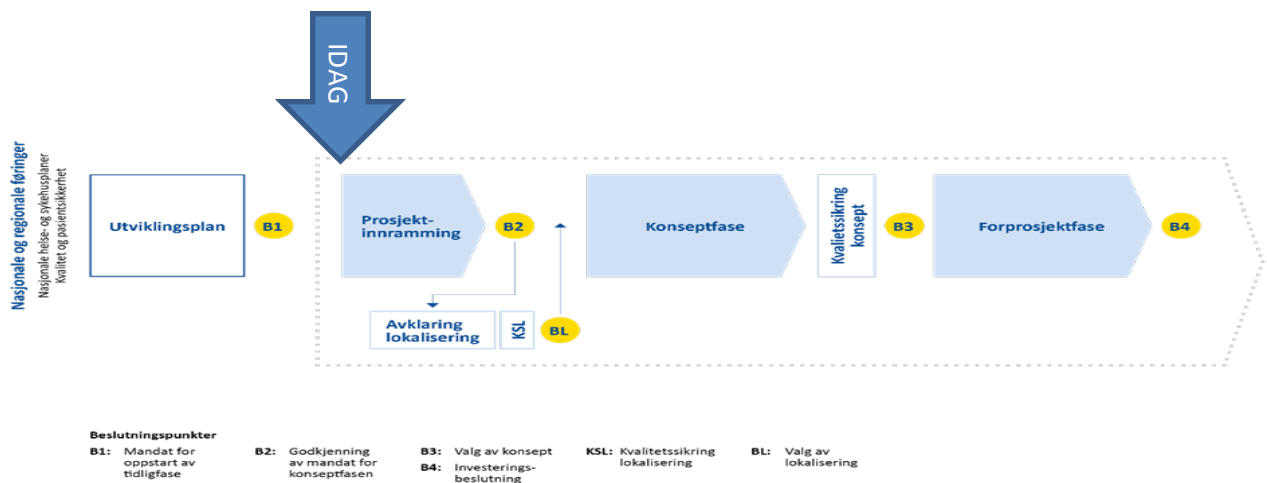 IDAG
Nasjonale og regionale føringer
Nasjonale helse- og sykehusplaner
Kvalitet og pasientsikkerhet
Utviklingsplan
B1
Prosjekt-
innramming
B2
Konseptfase
Kvalietssikring
konsept
B3
Forprosjektfase
B4
Avklaring
lokalisering
KSL
BL
Beslutningspunkter
B1: Mandat for
oppstart av
tidligfase
B2: Godkjenning
av mandat for
konseptfasen
B3: Valg av konsept
B4: Investerings-
beslutning
KSL: Kvalitetssikring
lokalisering
BL: Valg av
lokalisering